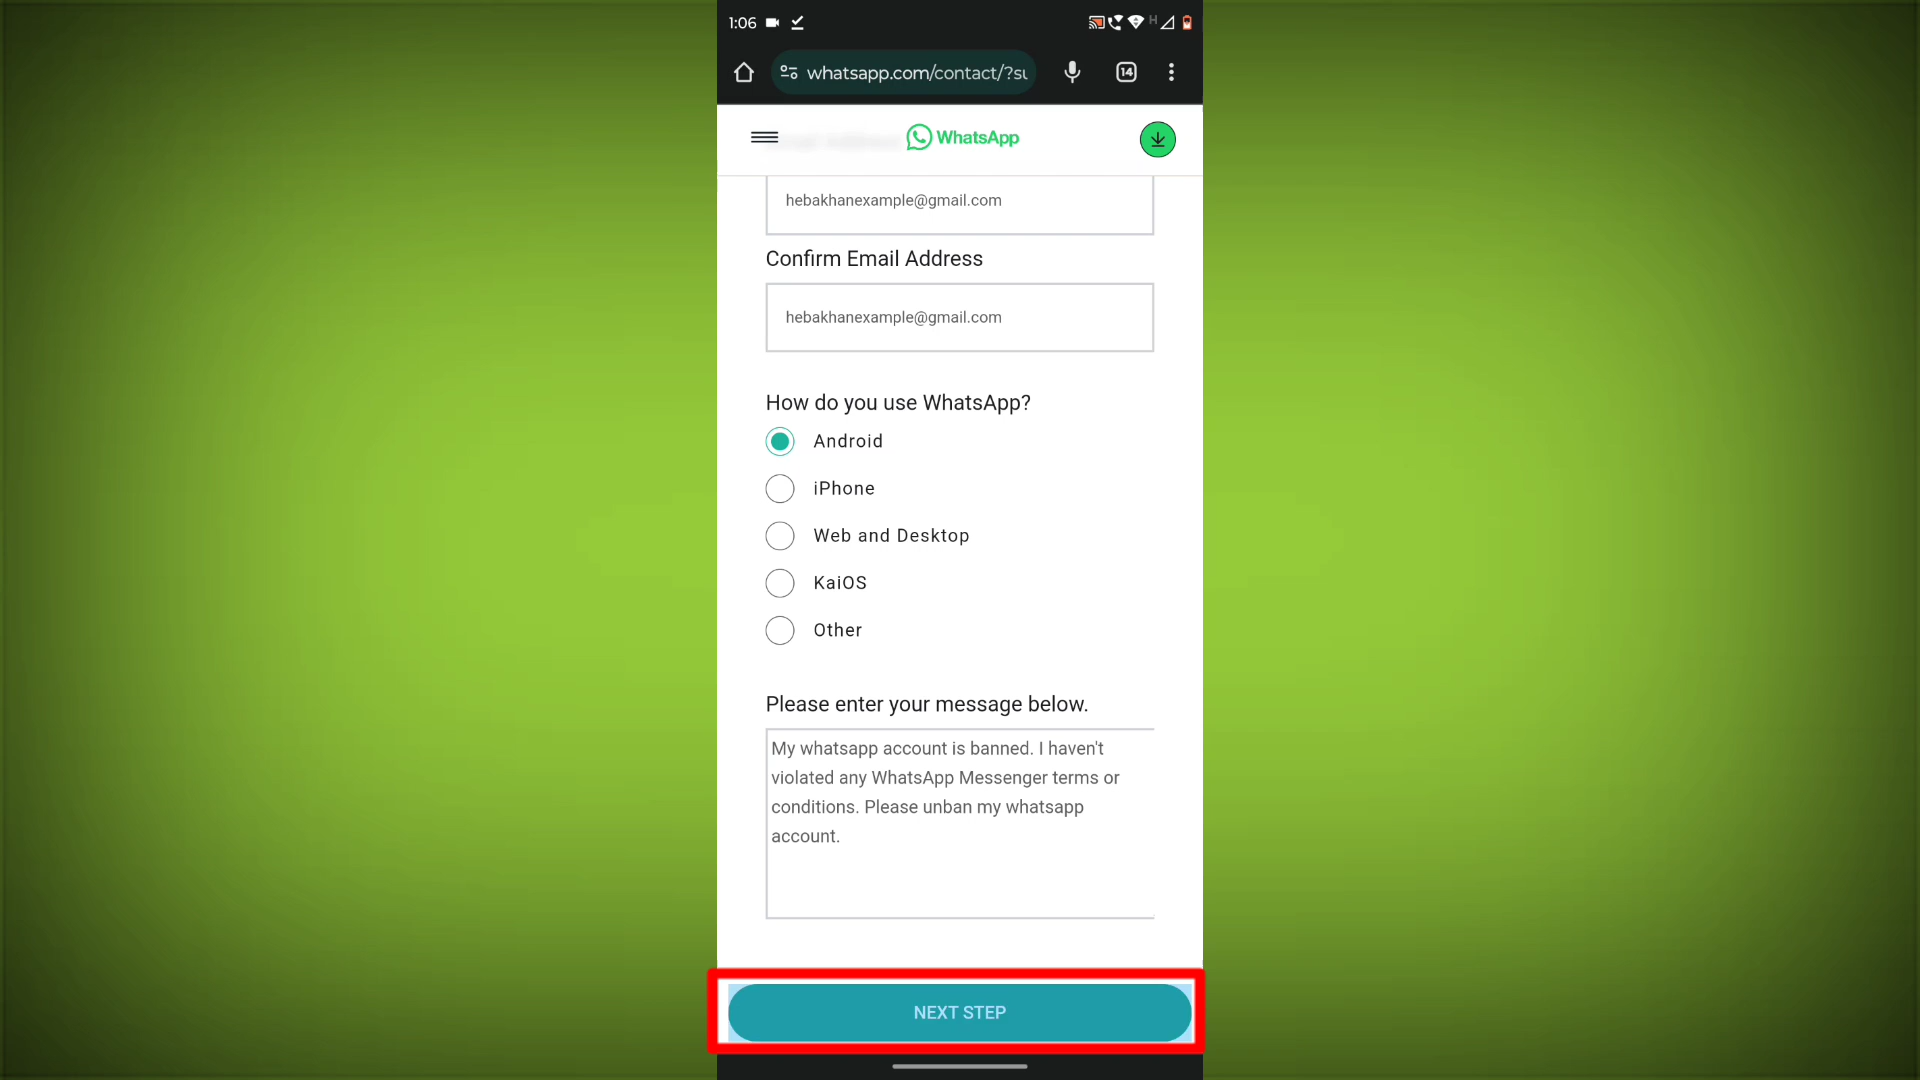 1:06
H
whatsapp.com/contact/?su
14
WhatsApp
hebakhanexample@gmail.com
Confirm Email Address
hebakhanexample@gmail.com
How do you use WhatsApp?
Android
iPhone
Web and Desktop
KaiOS
Other
Please enter your message below.
My whatsapp account is banned. I haven't
violated any WhatsApp Messenger terms or
conditions. Please unban my whatsapp
account.
NEXT STEP